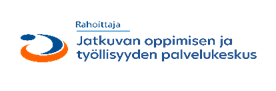 Rahoittaja
Jatkuvan oppimisen ja
työllisyyden palvelukeskus